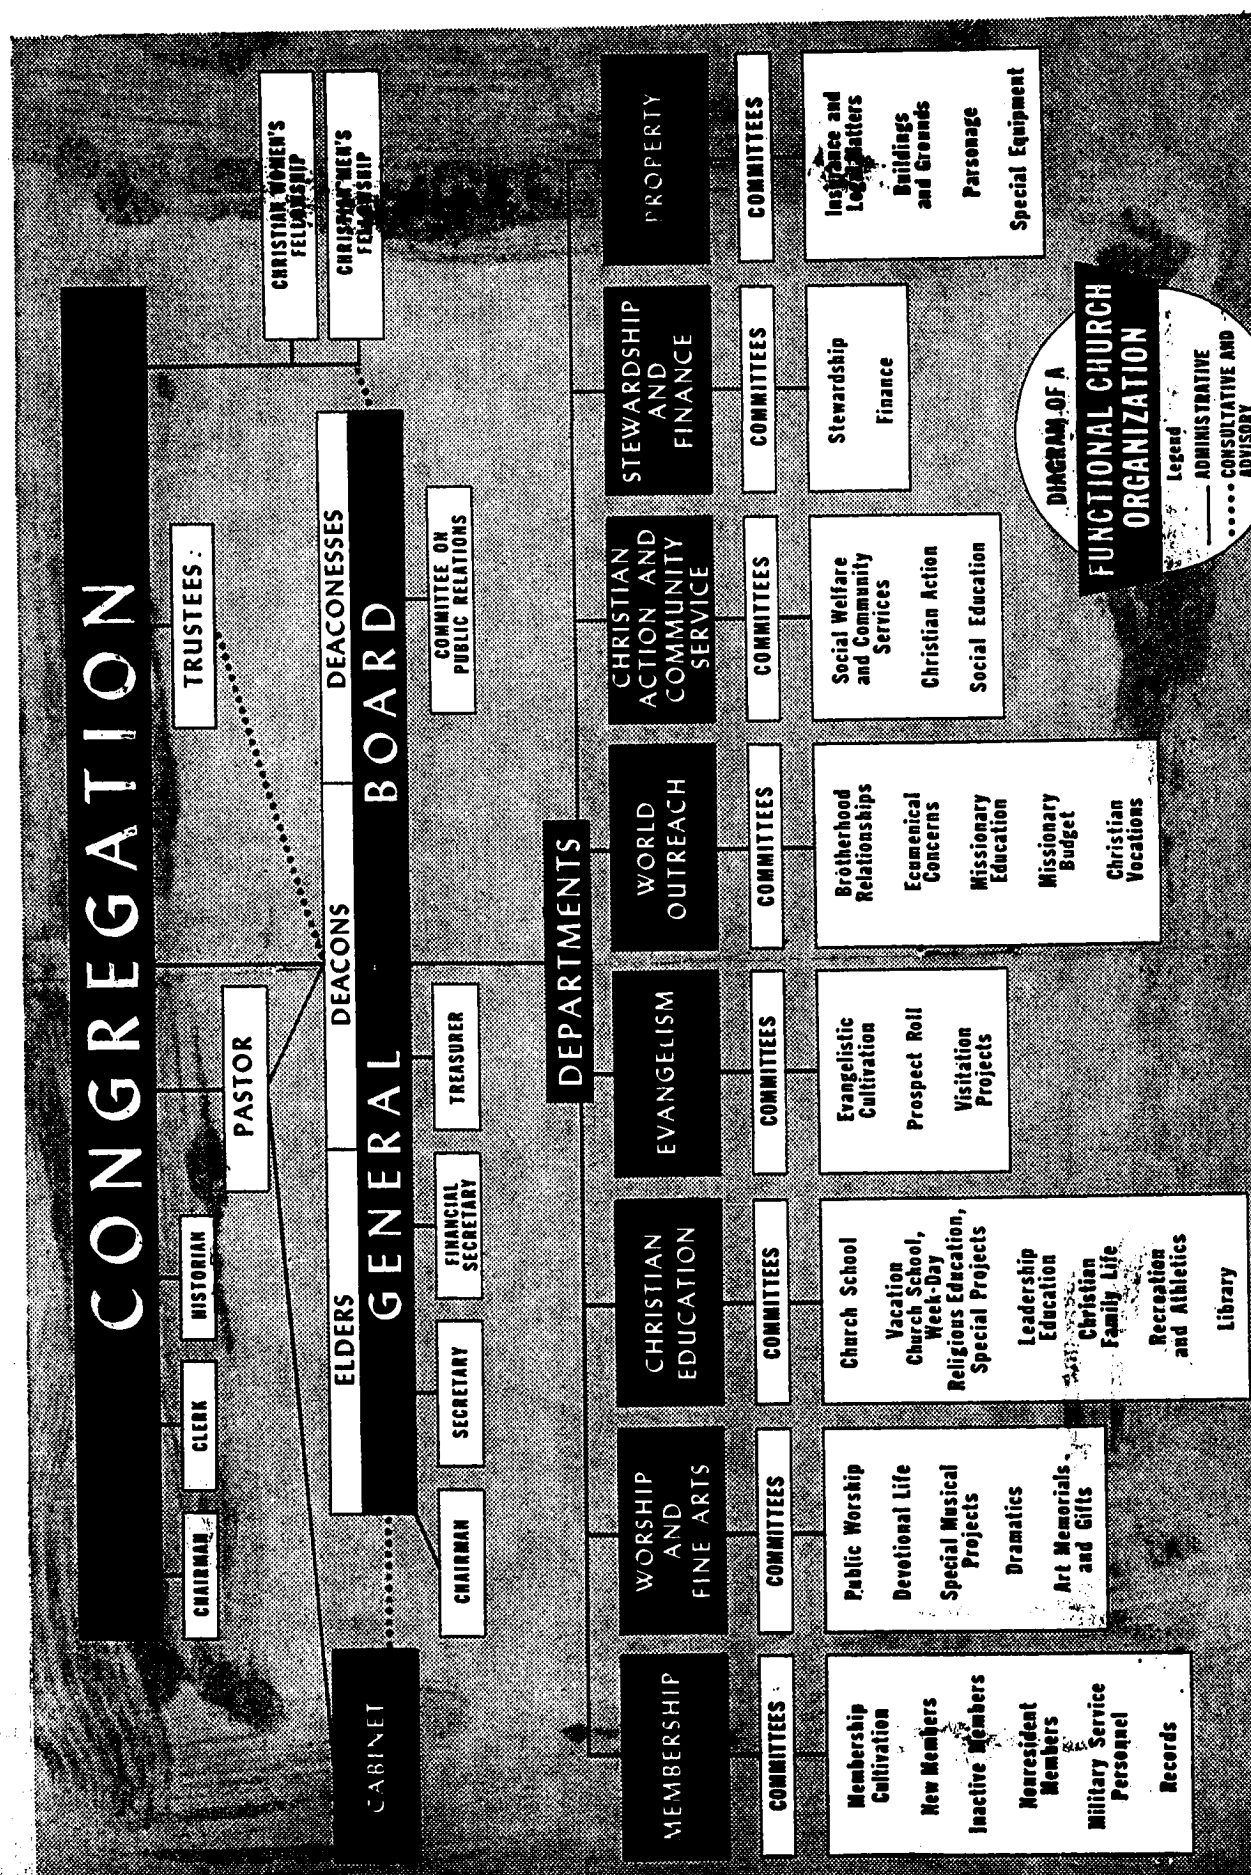 CONGREGATION
CHAIRMAN
CLERK
HISTORIAN
PASTOR
TRUSTEES:
CHRISTIAN WOMEN'S
FELLOWSHIP
CHRISTIAN MEN'S
FELLOWSHIP
CABINET
ELDERS
DEACONS
DEACONESSES
GENERAL BOARD
CHAIRMAN
SECRETARY
FINANCIAL
SECRETARY
TREASURER
COMMITTEE ON
PUBLIC RELATIONS
DEPARTMENTS
MEMBERSHIP
COMMITTEES
Membership
Cultivation
New Members
Inactive Members
Nonresident
Members
Military Service
Personnel
Records
WORSHIP
AND
FINE ARTS
COMMITTEES
Public Worship
Devotional Life
Special Musical
Projects
Dramatics
Art Memorials
and Gifts
CHRISTIAN
EDUCATION
COMMITTEES
Church School
Vacation
Church School,
Week-Day
Religious Education,
Special Projects
Leadership
Education
Christian
Family Life
Recreation
and Athletics
Library
EVANGELISM
COMMITTEES
Evangelistic
Cultivation
Prospect Roll
Visitation
Projects
WORLD
OUTREACH
COMMITTEES
Brotherhood
Relationships
Ecumenical
Concerns
Missionary
Education
Missionary
Budget
Christian
Vocations
CHRISTIAN
ACTION AND
COMMUNITY
SERVICE
COMMITTEES
Social Welfare
and Community
Services
Christian Action
Social Education
STEWARDSHIP
AND
FINANCE
COMMITTEES
Stewardship
Finance
PROPERTY
COMMITTEES
Insurance and
Legal Matters
Buildings
and Grounds
Parsonage
Special Equipment
DIAGRAM OF A
FUNCTIONAL CHURCH
ORGANIZATION
Legend
ADMINISTRATIVE
CONSULTATIVE AND
ADVISORY